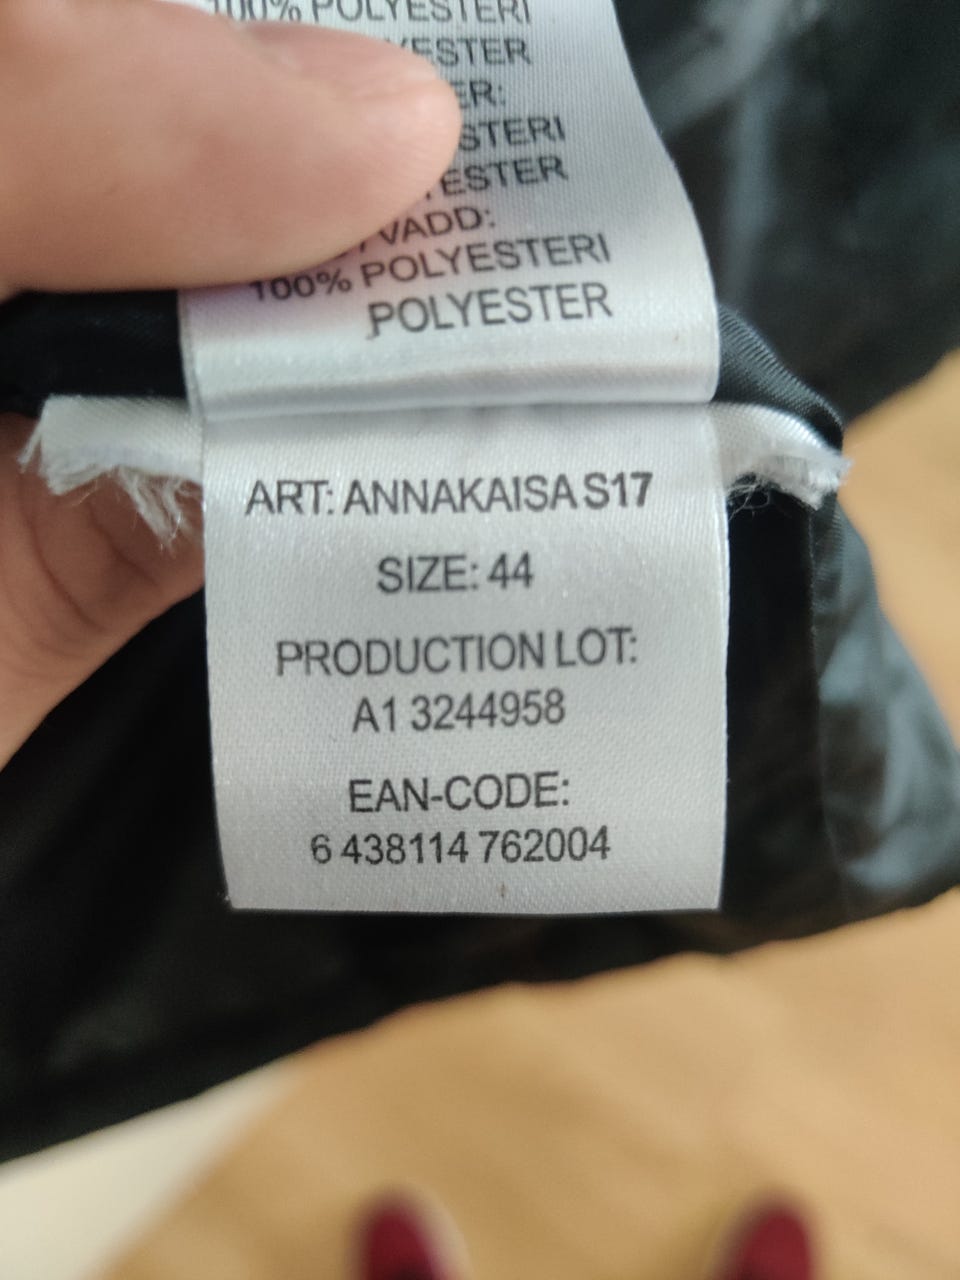 100% POLYESTERI
VADD:
100% POLYESTERI
POLYESTER
ART: ANNAKAISA S17
SIZE: 44
PRODUCTION LOT:
A1 3244958
EAN-CODE:
6 438114 762004